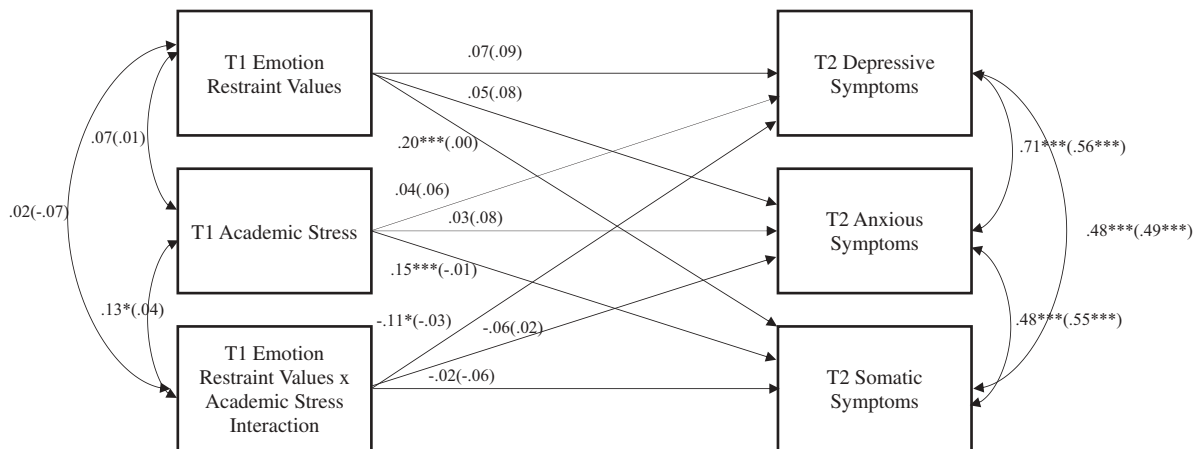 T1 Emotion
Restraint Values
T1 Academic Stress
T1 Emotion
Restraint Values x
Academic Stress
Interaction
.07(.01)
.02(-.07)
.13*(.04)
.07(.09)
.05(.08)
.20***(.00)
.04(.06)
.03(.08)
.15***(-.01)
-.11*(-.03)
-.06(.02)
-.02(-.06)
T2 Depressive
Symptoms
T2 Anxious
Symptoms
T2 Somatic
Symptoms
.71***(.56***)
.48***(.49***)
.48***(.55***)